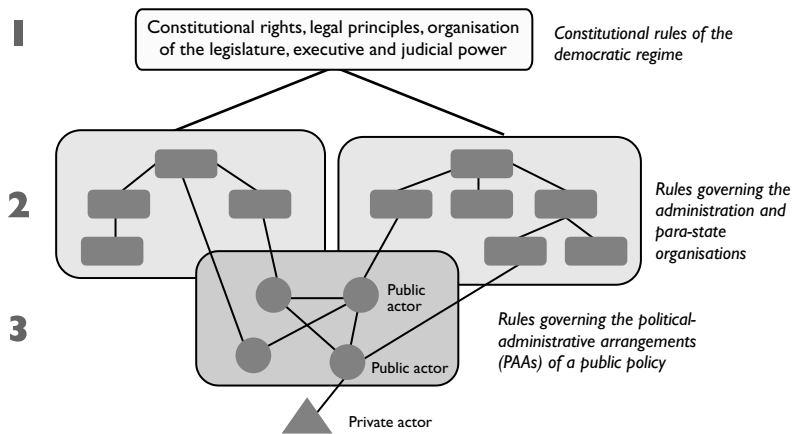 1
Constitutional rights, legal principles, organisation
of the legislature, executive and judicial power
Constitutional rules of the
democratic regime
2
Rules governing the
administration and
para-state
organisations
3
Public
actor
Public actor
Rules governing the political-
administrative arrangements
(PAAs) of a public policy
Private actor